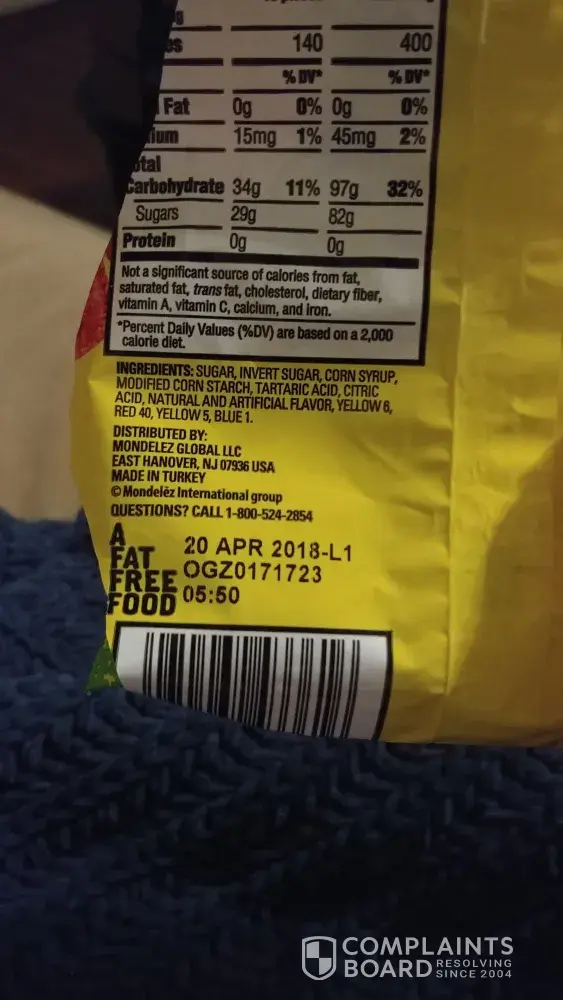 140 400
% DV* % DV*
Fat 0g 0% 0g 0%
15mg 1% 45mg 2%
Carbohydrate 34g 11% 97g 32%
Sugars 29g 82g
Protein 0g 0g
Not a significant source of calories from fat,
saturated fat, trans fat, cholesterol, dietary fiber,
vitamin A, vitamin C, calcium, and iron.
*Percent Daily Values (%DV) are based on a 2,000
calorie diet.
INGREDIENTS: SUGAR, INVERT SUGAR, CORN SYRUP,
MODIFIED CORN STARCH, TARTARIC ACID, CITRIC
ACID, NATURAL AND ARTIFICIAL FLAVOR, YELLOW 6,
RED 40, YELLOW 5, BLUE 1.
DISTRIBUTED BY:
MONDELEZ GLOBAL LLC
EAST HANOVER, NJ 07936 USA
MADE IN TURKEY
© Mondelēz International group
QUESTIONS? CALL 1-800-524-2854
A
FAT
FREE
FOOD
20 APR 2018-L1
OGZ0171723
05:50
COMPLAINTS
BOARD RESOLVING
SINCE 2004